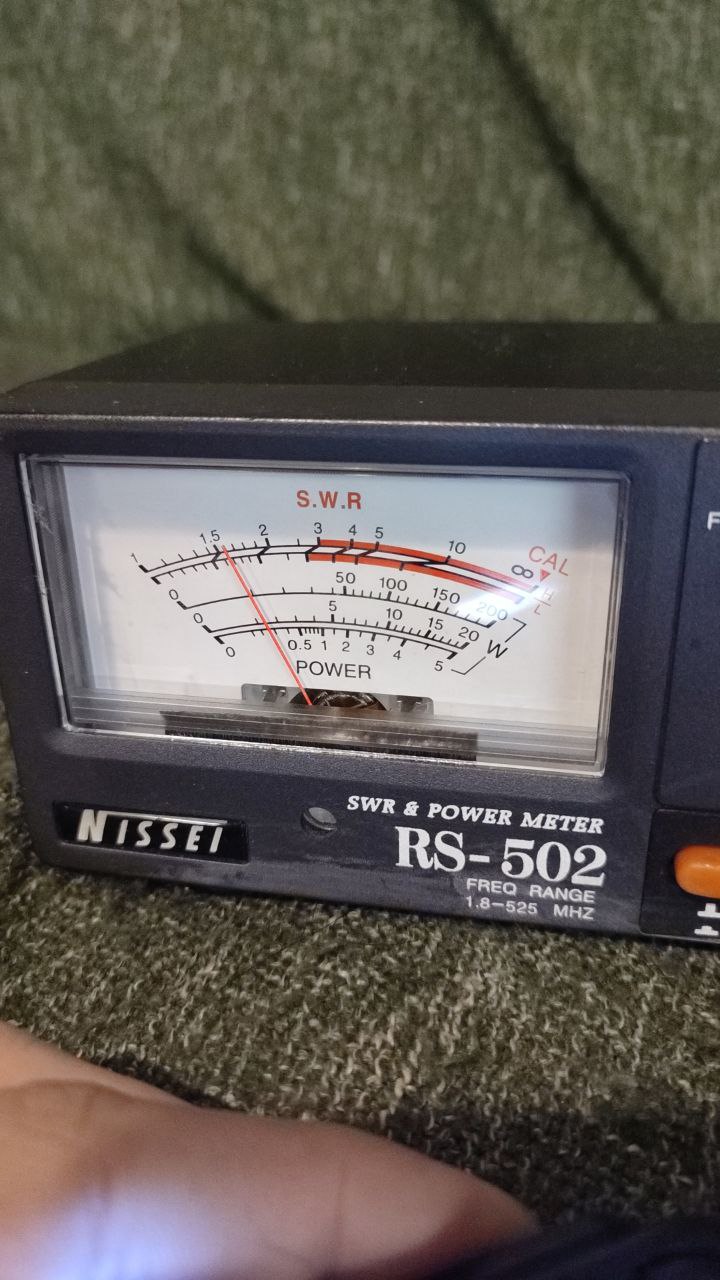 S.W.R
1 1.5 2 3 4 5 10 ∞ CAL
H
L
0 50 100 150 200
0 5 10 15 20 W
0 0.5 1 2 3 4 5
POWER
NISSEI
SWR & POWER METER
RS-502
FREQ RANGE
1.8-525 MHZ
F